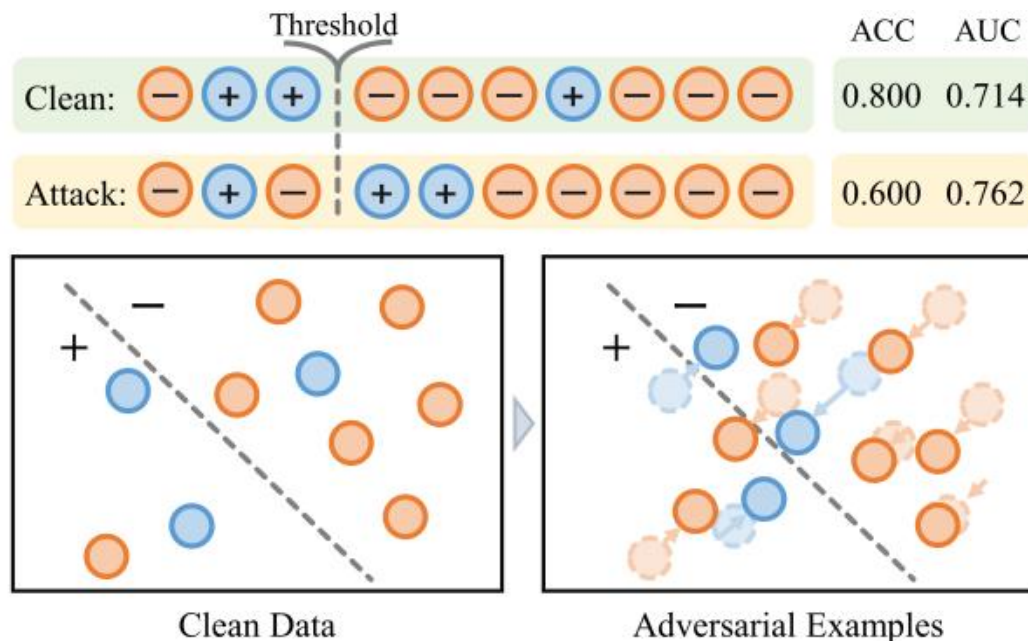 Threshold
ACC AUC
Clean: − + + − − − + − − − 0.800 0.714
Attack: − + − + + − − − − − 0.600 0.762
− −
+ +
Clean Data Adversarial Examples